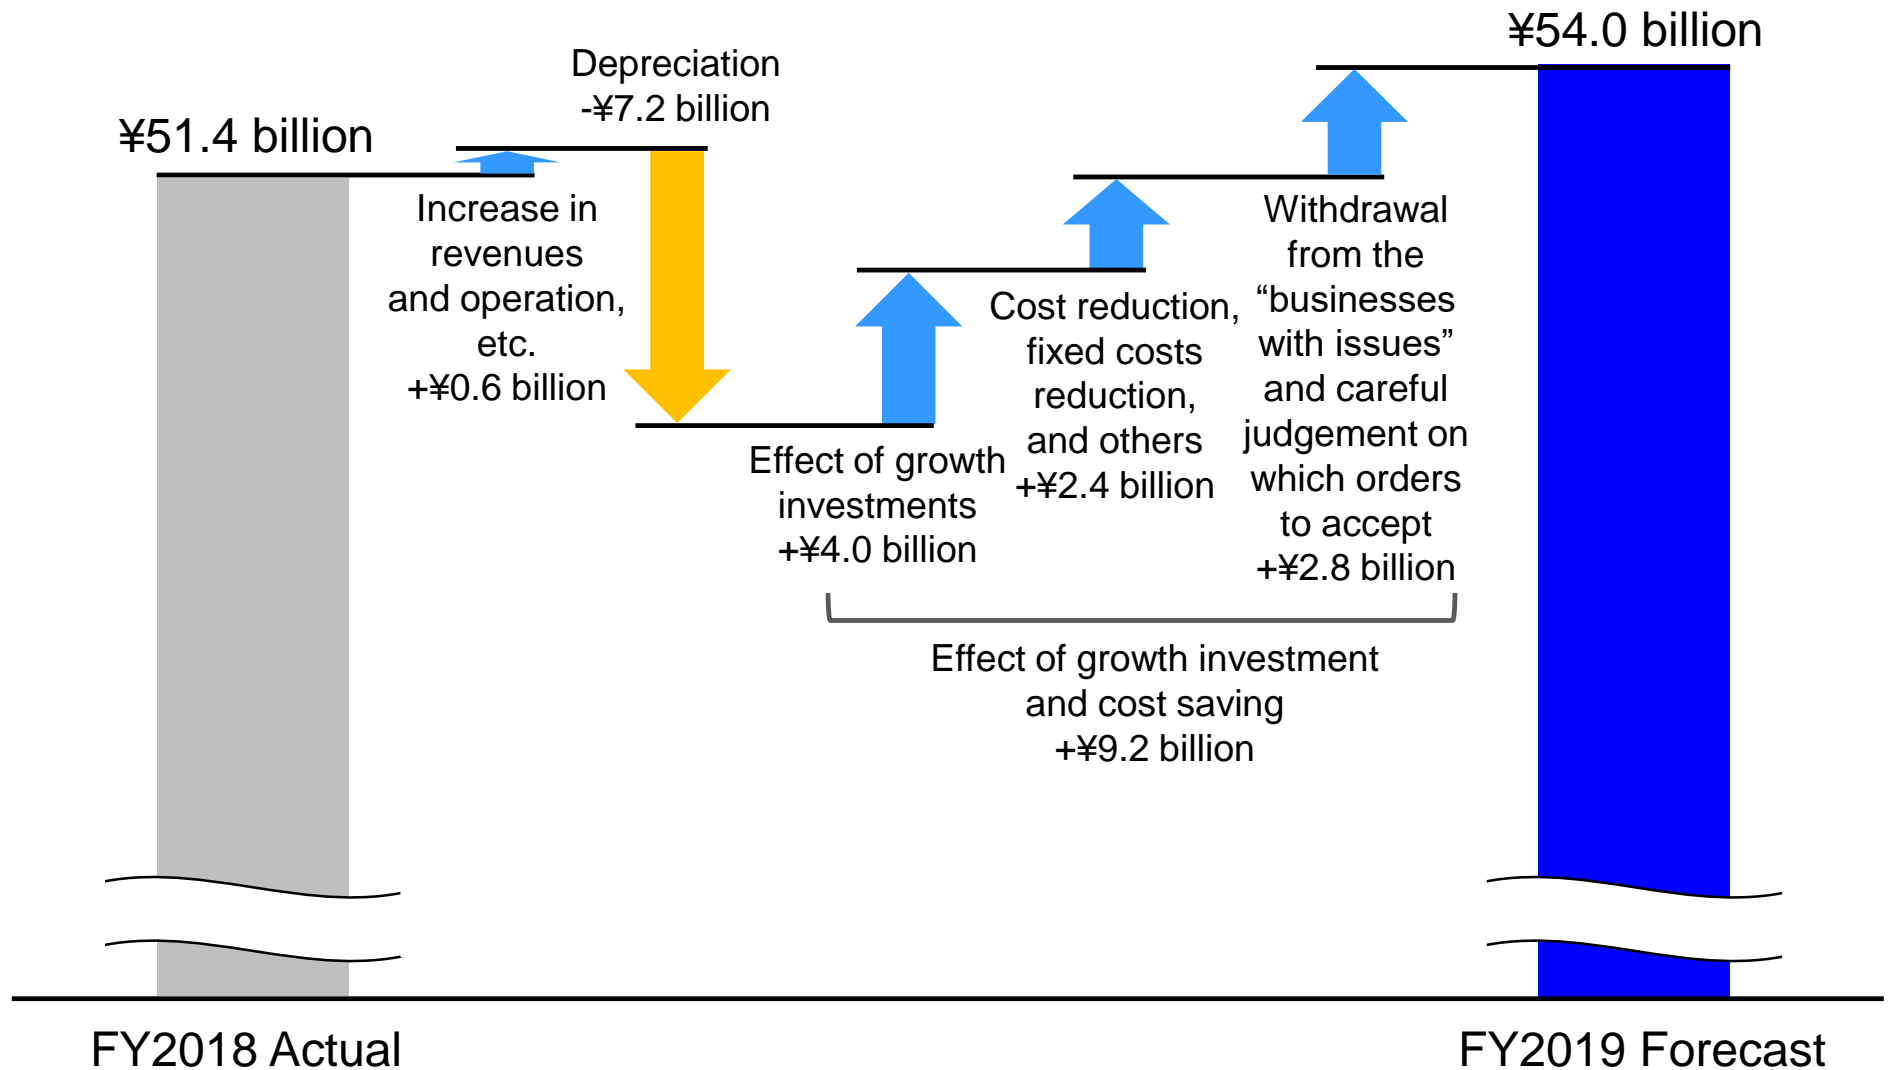 ¥51.4 billion
Increase in
revenues
and operation,
etc.
+¥0.6 billion
Depreciation
-¥7.2 billion
Effect of growth
investments
+¥4.0 billion
Cost reduction,
fixed costs
reduction,
and others
+¥2.4 billion
Withdrawal
from the
“businesses
with issues”
and careful
judgement on
which orders
to accept
+¥2.8 billion
Effect of growth investment
and cost saving
+¥9.2 billion
¥54.0 billion
FY2018 Actual
FY2019 Forecast